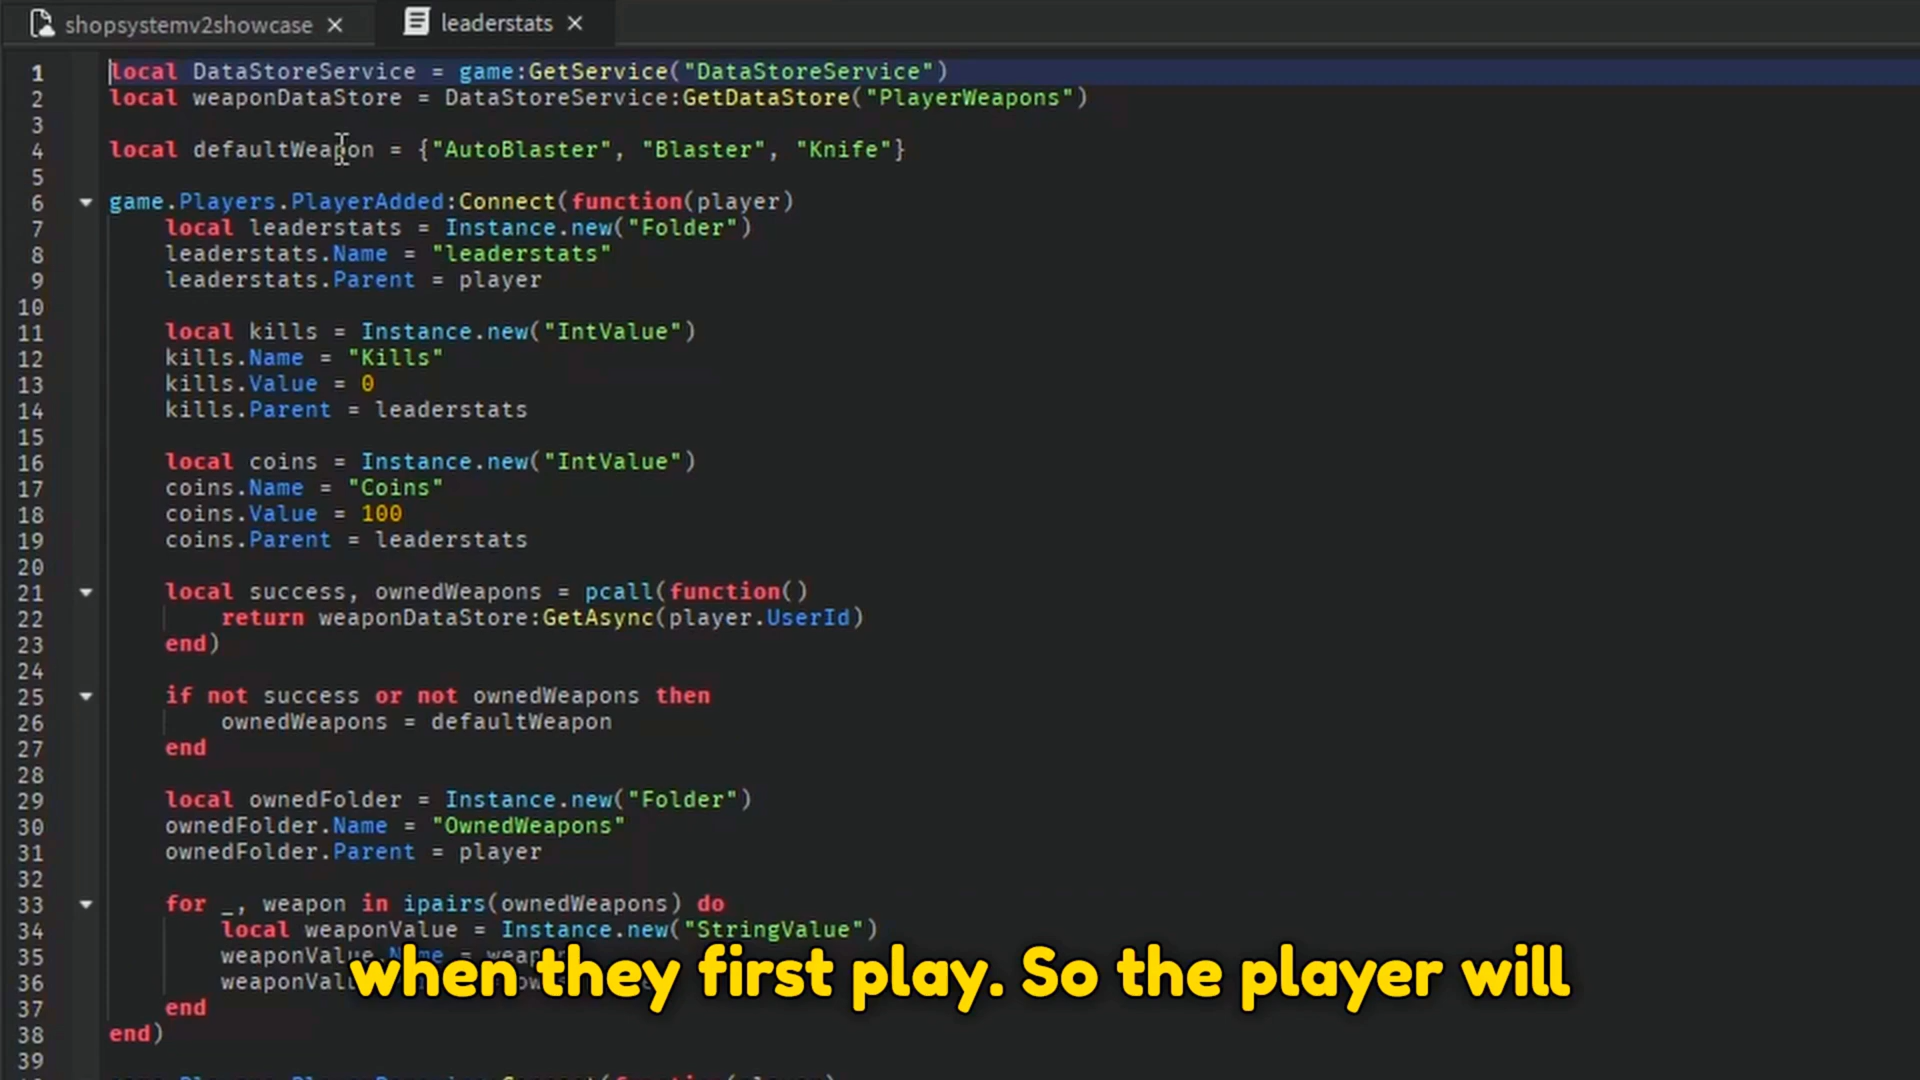 shopsystemv2showcase
leaderstats
1 local DataStoreService = game:GetService("DataStoreService")
2 local weaponDataStore = DataStoreService:GetDataStore("PlayerWeapons")
3
4 local defaultWeapon = {"AutoBlaster", "Blaster", "Knife"}
5
6 game.Players.PlayerAdded:Connect(function(player)
7 local leaderstats = Instance.new("Folder")
8 leaderstats.Name = "leaderstats"
9 leaderstats.Parent = player
10
11 local kills = Instance.new("IntValue")
12 kills.Name = "Kills"
13 kills.Value = 0
14 kills.Parent = leaderstats
15
16 local coins = Instance.new("IntValue")
17 coins.Name = "Coins"
18 coins.Value = 100
19 coins.Parent = leaderstats
20
21 local success, ownedWeapons = pcall(function()
22 return weaponDataStore:GetAsync(player.UserId)
23 end)
24
25 if not success or not ownedWeapons then
26 ownedWeapons = defaultWeapon
27 end
28
29 local ownedFolder = Instance.new("Folder")
30 ownedFolder.Name = "OwnedWeapons"
31 ownedFolder.Parent = player
32
33 for _, weapon in ipairs(ownedWeapons) do
34 local weaponValue = Instance.new("StringValue")
35
36
37 end
38 end)
39
when they first play. So the player will